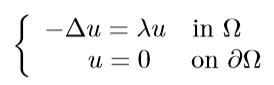 −Δu = λu in Ω
u = 0 on ∂Ω